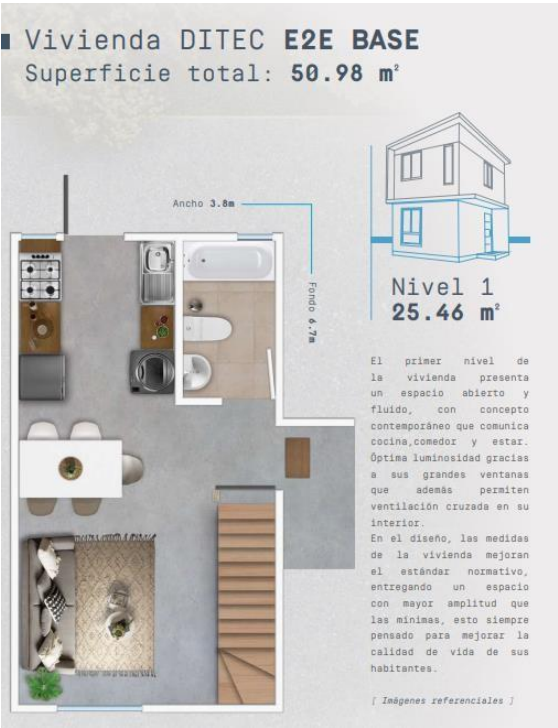 Vivienda DITEC E2E BASE
Superficie total: 50.98 m²
Ancho 3.8m
Fondo 6.7m
Nivel 1
25.46 m²
El primer nivel de
la vivienda presenta
un espacio abierto y
fluido, con concepto
contemporáneo que comunica
cocina,comedor y estar.
Óptima luminosidad gracias
a sus grandes ventanas
que además permiten
ventilación cruzada en su
interior.
En el diseño, las medidas
de la vivienda mejoran
el estándar normativo,
entregando un espacio
con mayor amplitud que
las mínimas, esto siempre
pensado para mejorar la
calidad de vida de sus
habitantes.
[ Imágenes referenciales ]